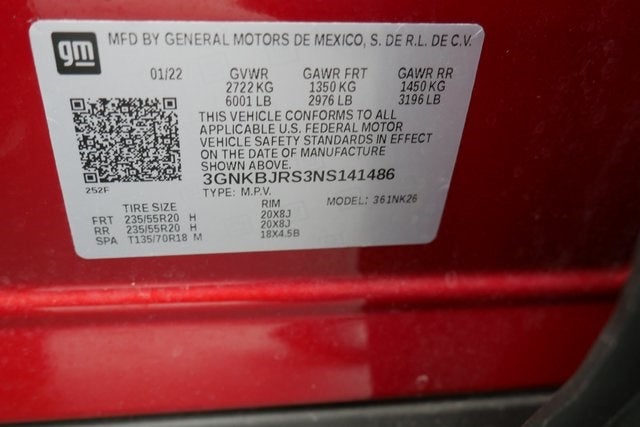 gm
MFD BY GENERAL MOTORS DE MEXICO, S. DE R.L. DE C.V.
01/22 GVWR GAWR FRT GAWR RR
2722 KG 1350 KG 1450 KG
6001 LB 2976 LB 3196 LB
THIS VEHICLE CONFORMS TO ALL
APPLICABLE U.S. FEDERAL MOTOR
VEHICLE SAFETY STANDARDS IN EFFECT
ON THE DATE OF MANUFACTURE
SHOWN ABOVE.
3GNKBJRS3NS141486
252F
TYPE: M.P.V. MODEL: 361NK26
TIRE SIZE RIM
FRT 235/55R20 H 20X8J
RR 235/55R20 H 20X8J
SPA T135/70R18 M 18X4.5B